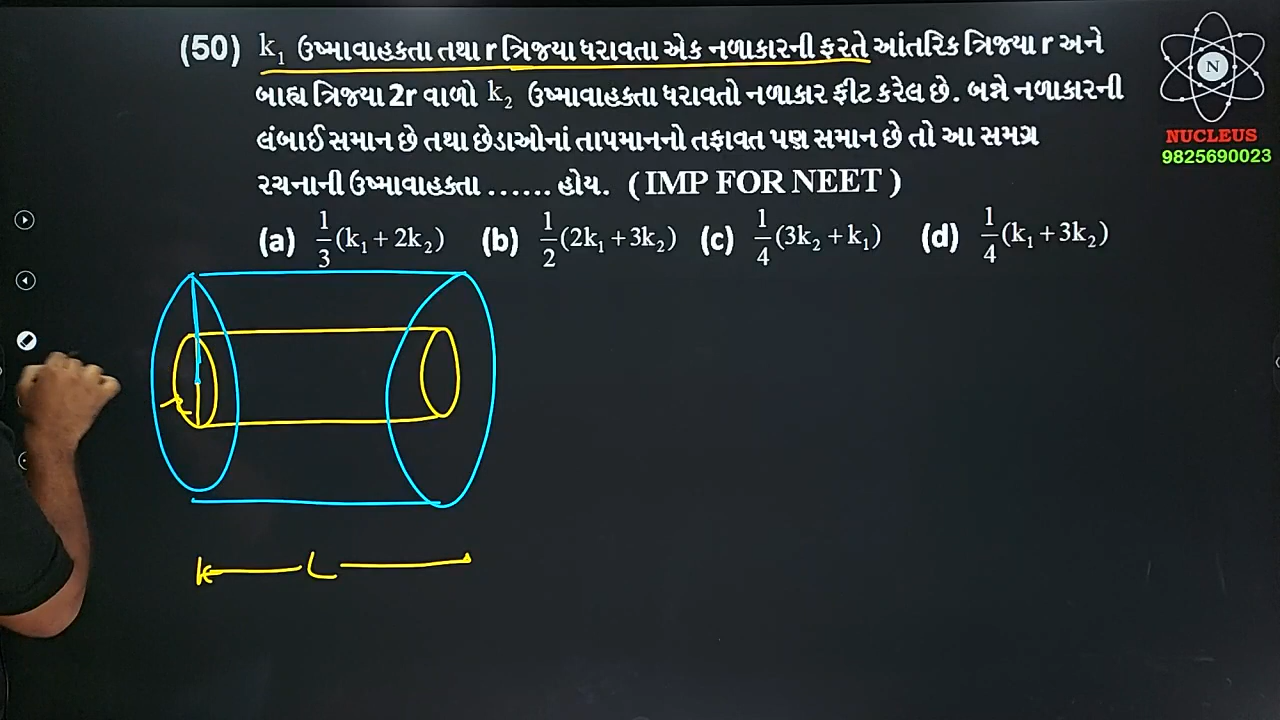 (50) k₁ ઉષ્માવાહકતા તથા r ત્રિજ્યા ધરાવતા એક નળાકારની ફરતે આંતરિક ત્રિજ્યા r અને
બાહ્ય ત્રિજ્યા 2r વાળો k₂ ઉષ્માવાહક્તા ધરાવતો નળાકાર ફીટ કરેલ છે. બન્ને નળાકારની
લંબાઈ સમાન છે તથા છેડાઓનાં તાપમાનનો તફાવત પણ સમાન છે તો આ સમગ્ર
રચનાની ઉષ્માવાહક્તા ...... હોય. ( IMP FOR NEET )
(a) 1/3 (k₁ + 2k₂) (b) 1/2 (2k₁ + 3k₂) (c) 1/4 (3k₂ + k₁) (d) 1/4 (k₁ + 3k₂)
N
NUCLEUS
9825690023
r
L